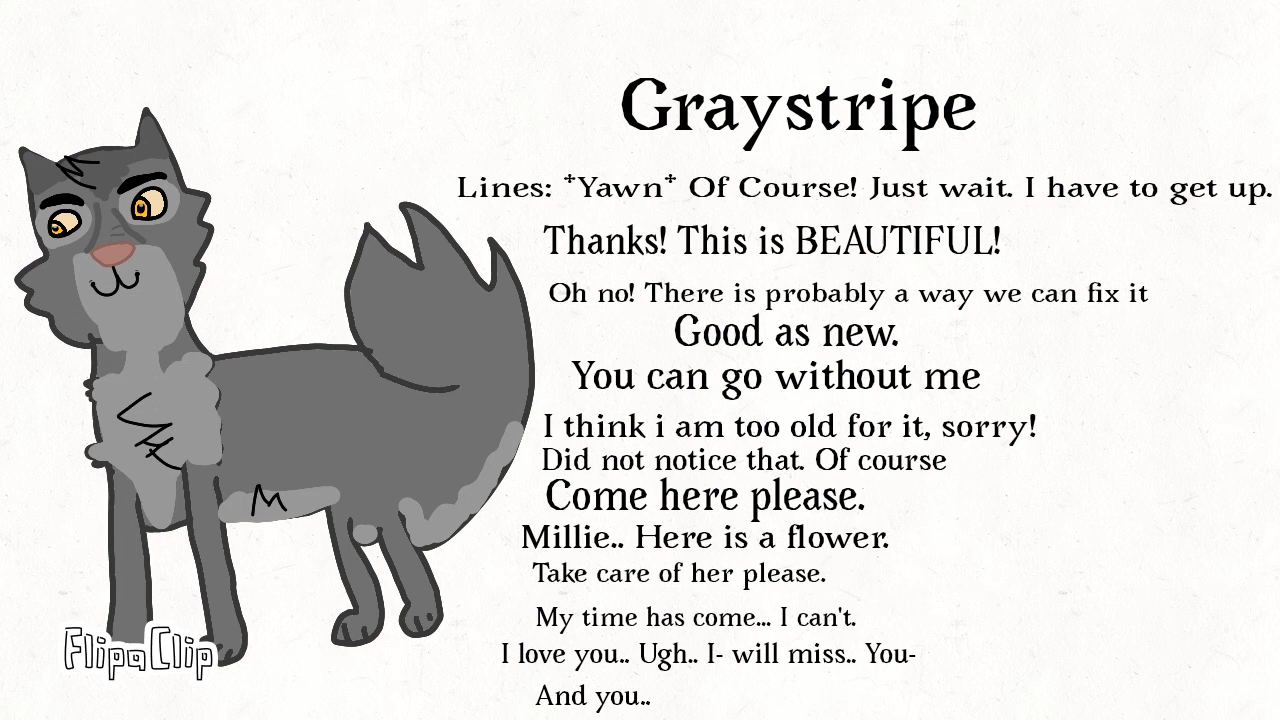 Graystripe
Lines: *Yawn* Of Course! Just wait. I have to get up.
Thanks! This is BEAUTIFUL!
Oh no! There is probably a way we can fix it
Good as new.
You can go without me
I think i am too old for it, sorry!
Did not notice that. Of course
Come here please.
Millie.. Here is a flower.
Take care of her please.
My time has come... I can't.
I love you.. Ugh.. I- will miss.. You-
And you..
FlipaClip